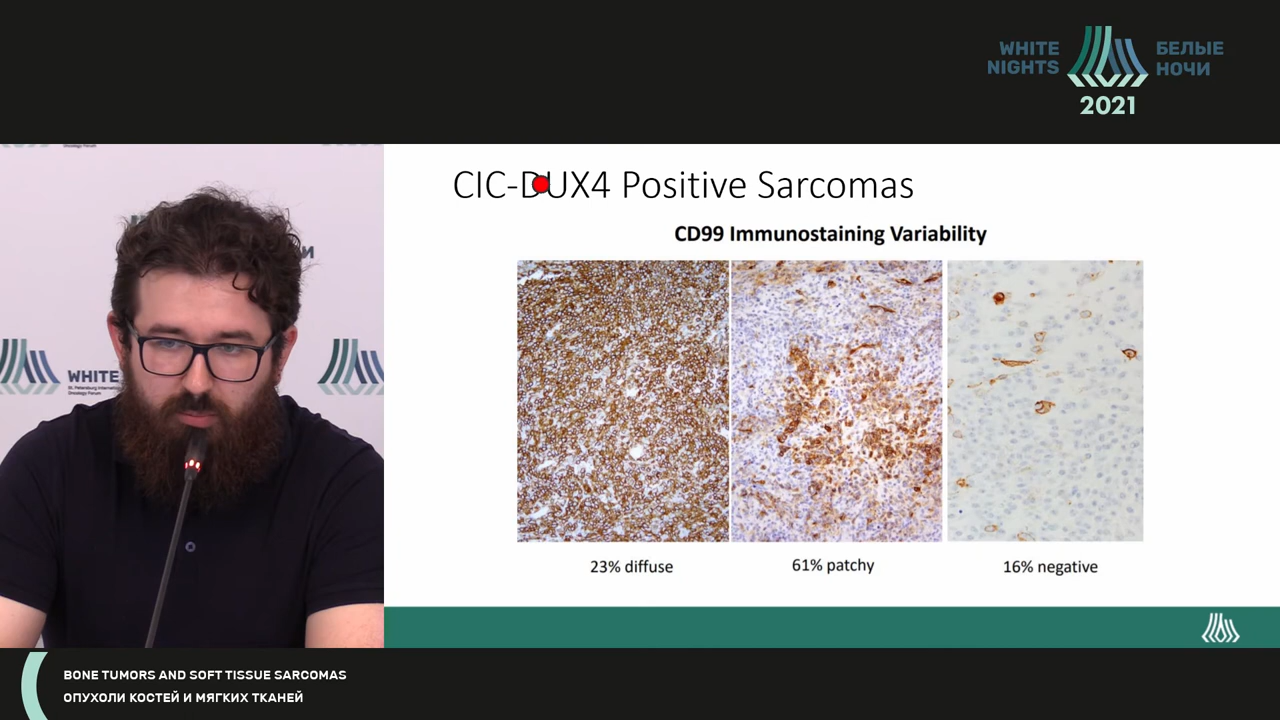 WHITE NIGHTS
БЕЛЫЕ НОЧИ
2021
CIC-DUX4 Positive Sarcomas
CD99 Immunostaining Variability
23% diffuse
61% patchy
16% negative
WHITE
BONE TUMORS AND SOFT TISSUE SARCOMAS
ОПУХОЛИ КОСТЕЙ И МЯГКИХ ТКАНЕЙ